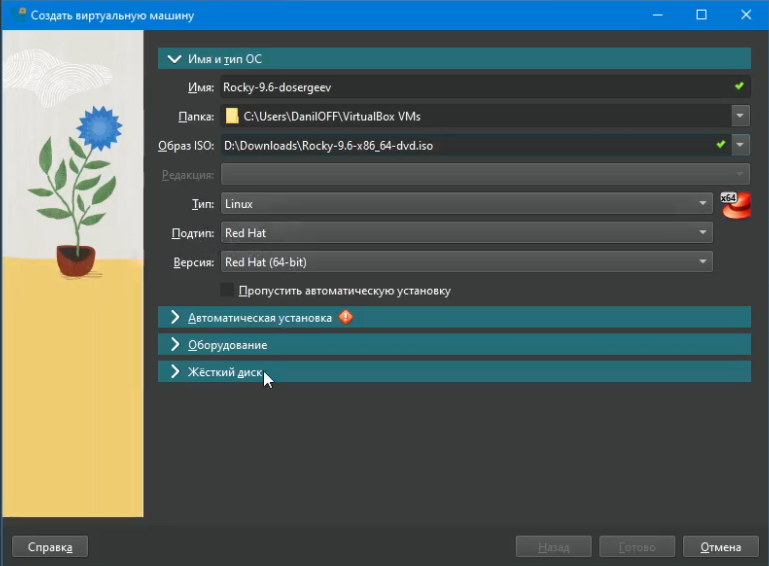 Создать виртуальную машину
Имя и тип ОС
Имя: Rocky-9.6-dosergeev
Папка: C:\Users\DanilOFF\VirtualBox VMs
Образ ISO: D:\Downloads\Rocky-9.6-x86_64-dvd.iso
Редакция:
Тип: Linux x64
Подтип: Red Hat
Версия: Red Hat (64-bit)
Пропустить автоматическую установку
Автоматическая установка
Оборудование
Жёсткий диск
Справка Назад Готово Отмена